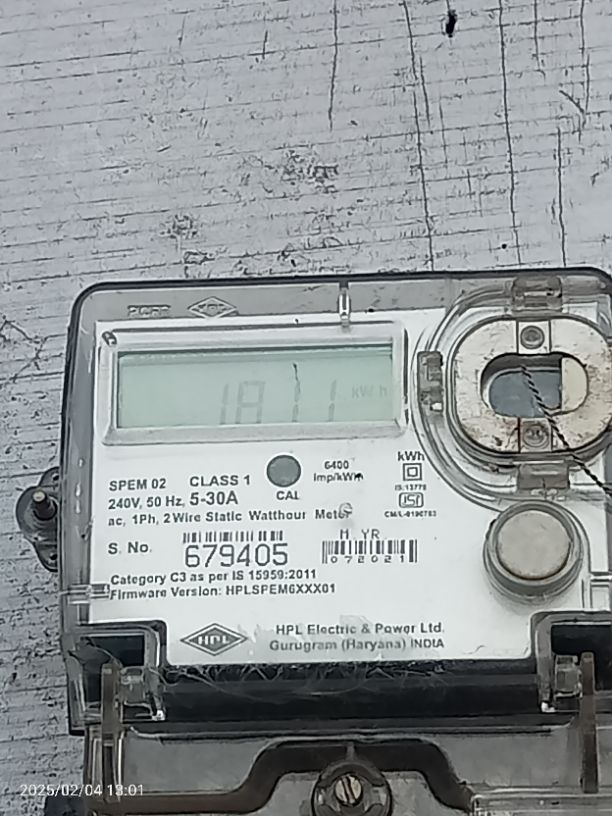 HPL
1811 kWh
SPEM 02 CLASS 1
240V, 50 Hz, 5-30A
ac, 1Ph, 2 Wire Static Watthour Meter
CAL
6400
Imp/kWh
kWh
IS:13779
ISI
S. No.
679405
M YR
072021
Category C3 as per IS 15959:2011
Firmware Version: HPLSPEM6XXX01
HPL
HPL Electric & Power Ltd.
Gurugram (Haryana) INDIA
2025/02/04 13:01